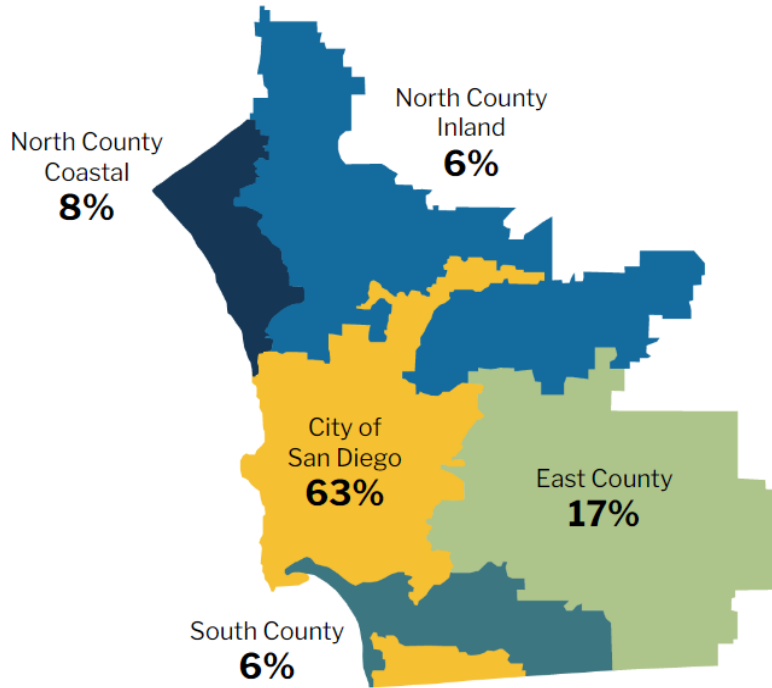 North County
Inland
6%
North County
Coastal
8%
City of
San Diego
63%
East County
17%
South County
6%